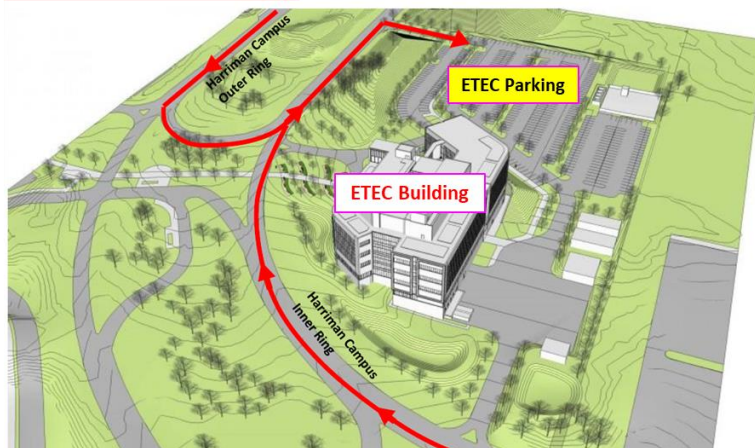 Harriman Campus
Outer Ring
ETEC Parking
ETEC Building
Harriman Campus
Inner Ring